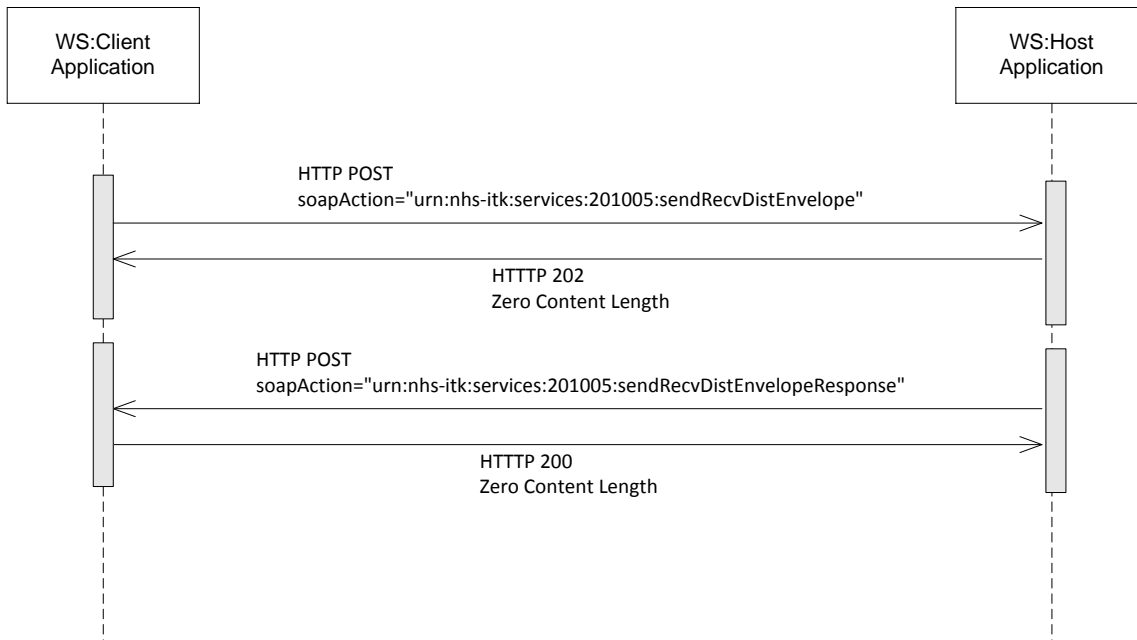 WS:Client
Application
WS:Host
Application
HTTP POST
soapAction="urn:nhs-itk:services:201005:sendRecvDistEnvelope"
HTTTP 202
Zero Content Length
HTTP POST
soapAction="urn:nhs-itk:services:201005:sendRecvDistEnvelopeResponse"
HTTTP 200
Zero Content Length